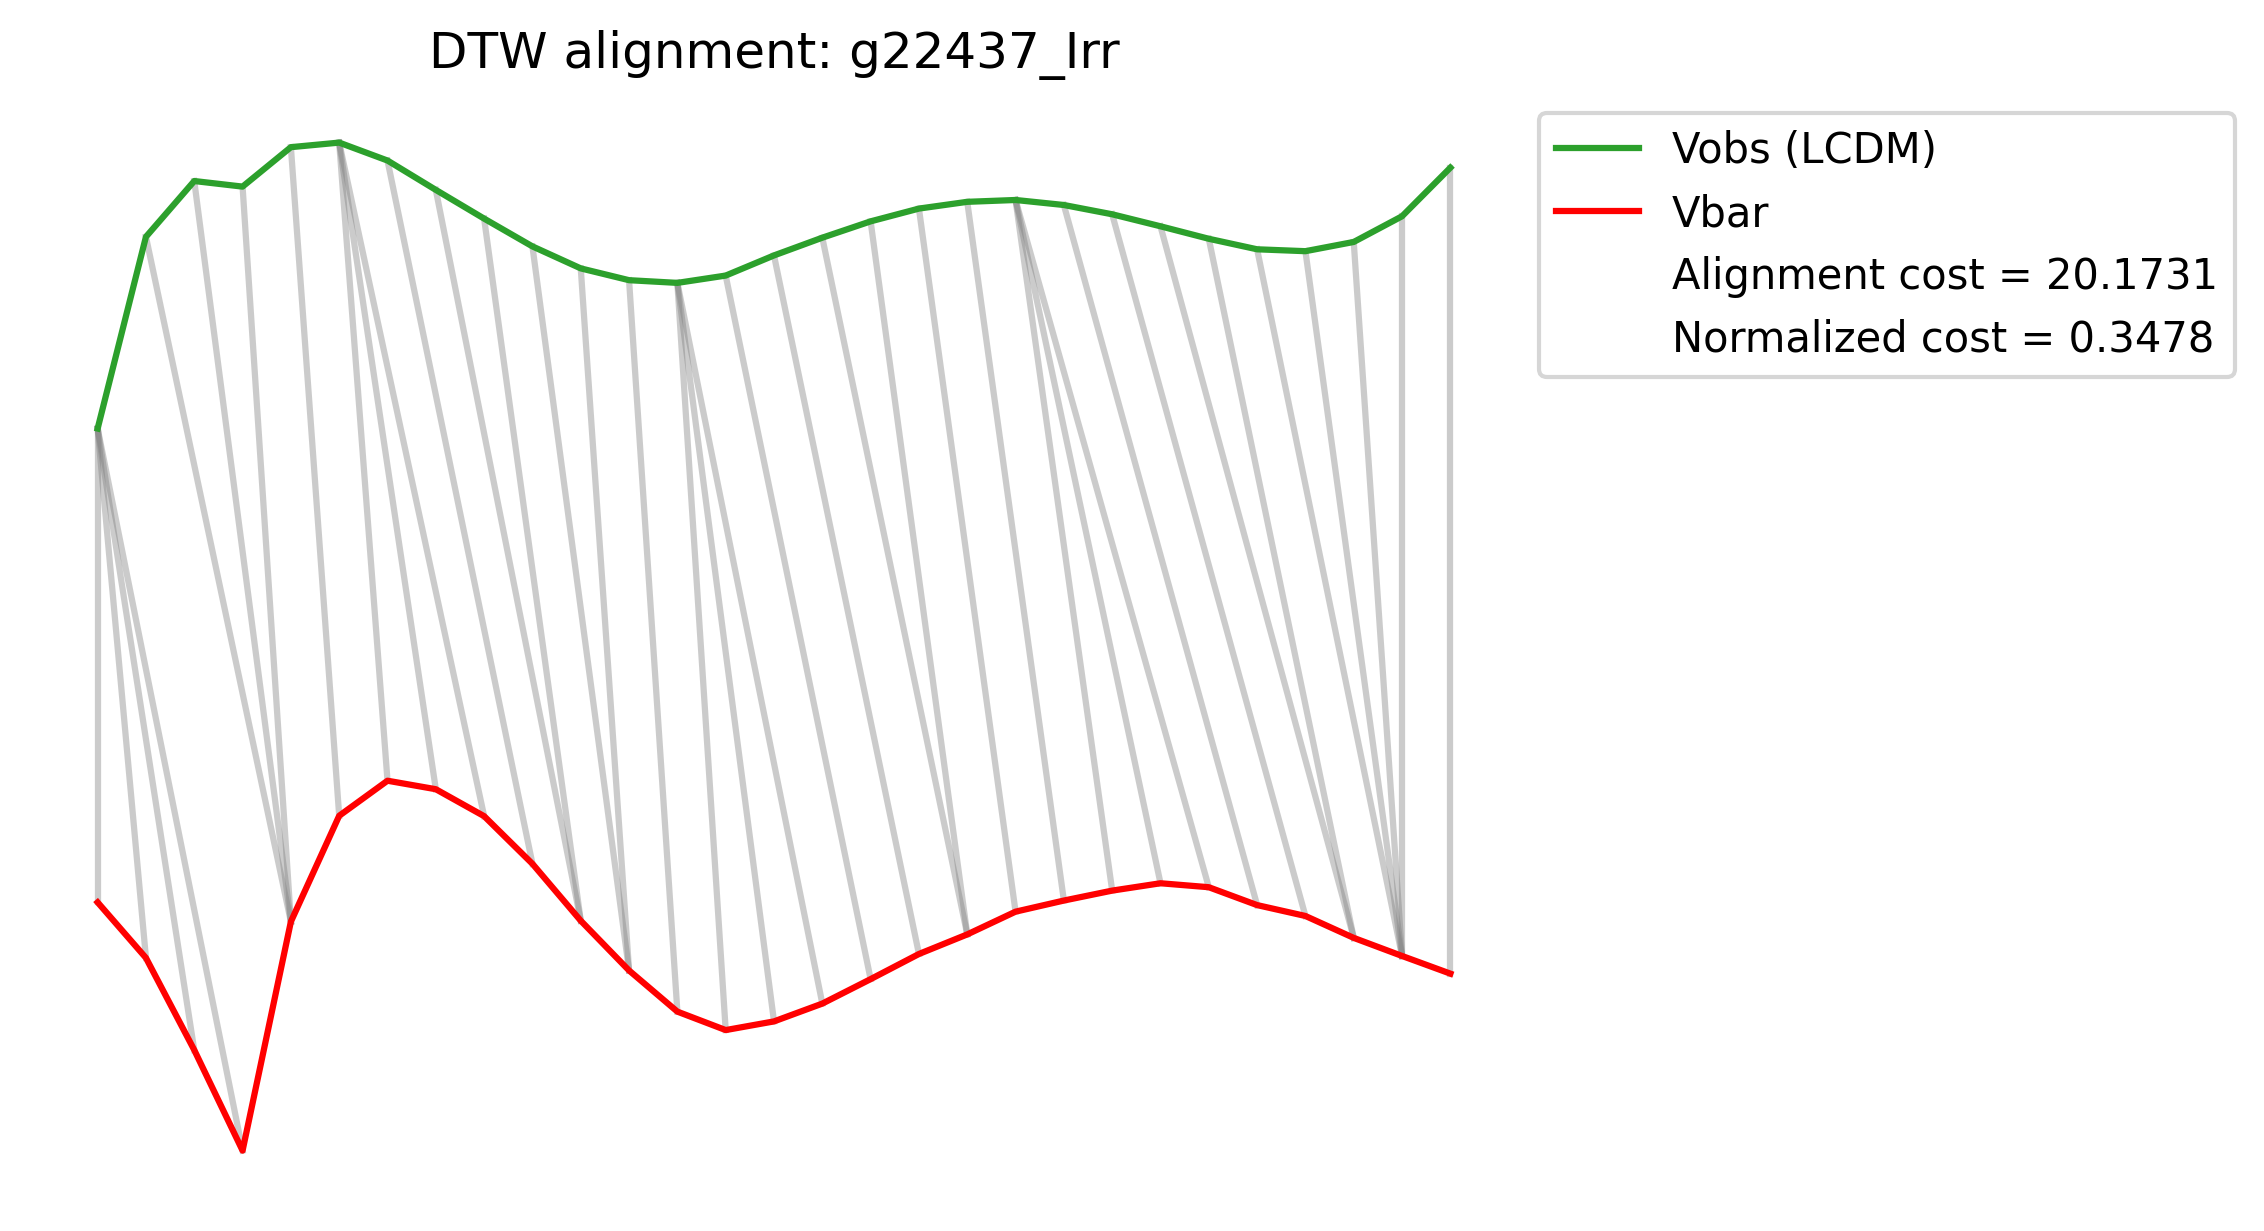 DTW alignment: g22437_Irr
Vobs (LCDM)
Vbar
Alignment cost = 20.1731
Normalized cost = 0.3478